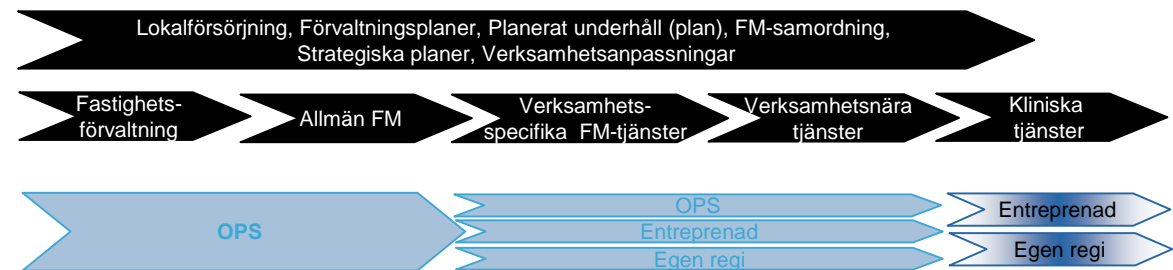 Lokalförsörjning, Förvaltningsplaner, Planerat underhåll (plan), FM-samordning,
Strategiska planer, Verksamhetsanpassningar
Fastighets-
förvaltning
Allmän FM
Verksamhets-
specifika FM-tjänster
Verksamhetsnära
tjänster
Kliniska
tjänster
OPS
OPS
Entreprenad
Egen regi
Entreprenad
Egen regi